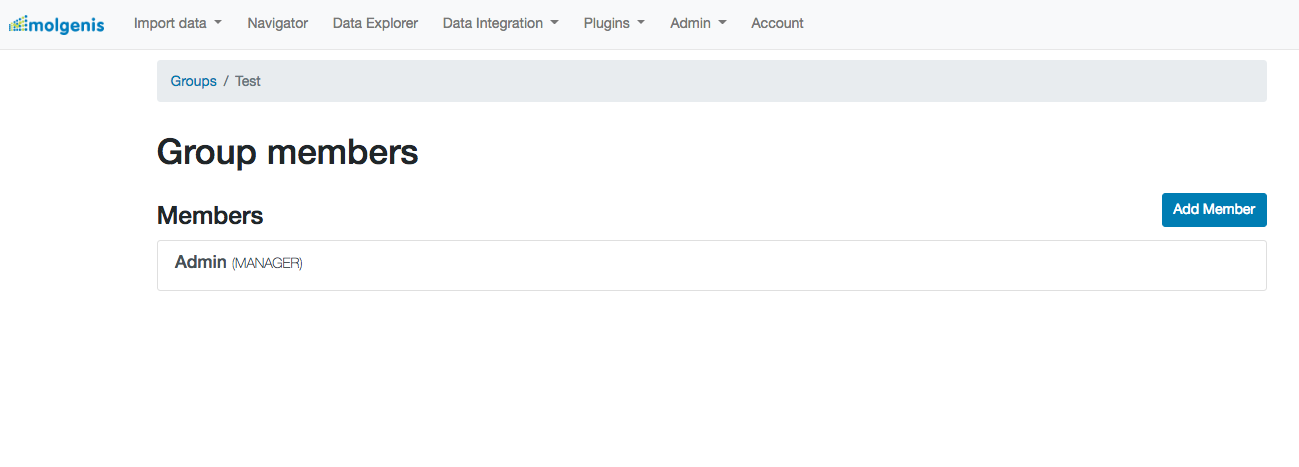 molgenis Import data Navigator Data Explorer Data Integration Plugins Admin Account
Groups / Test
Group members
Members
Add Member
Admin (MANAGER)